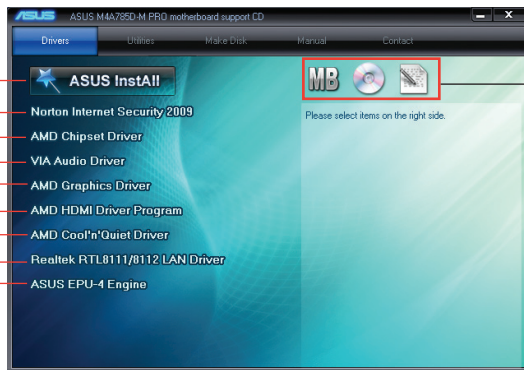 ASUS ASUS M4A785D-M PRO motherboard support CD
Drivers Utilities Make Disk Manual Contact
ASUS InstAll
MB
Norton Internet Security 2009
Please select items on the right side.
AMD Chipset Driver
VIA Audio Driver
AMD Graphics Driver
AMD HDMI Driver Program
AMD Cool'n'Quiet Driver
Realtek RTL8111/8112 LAN Driver
ASUS EPU-4 Engine